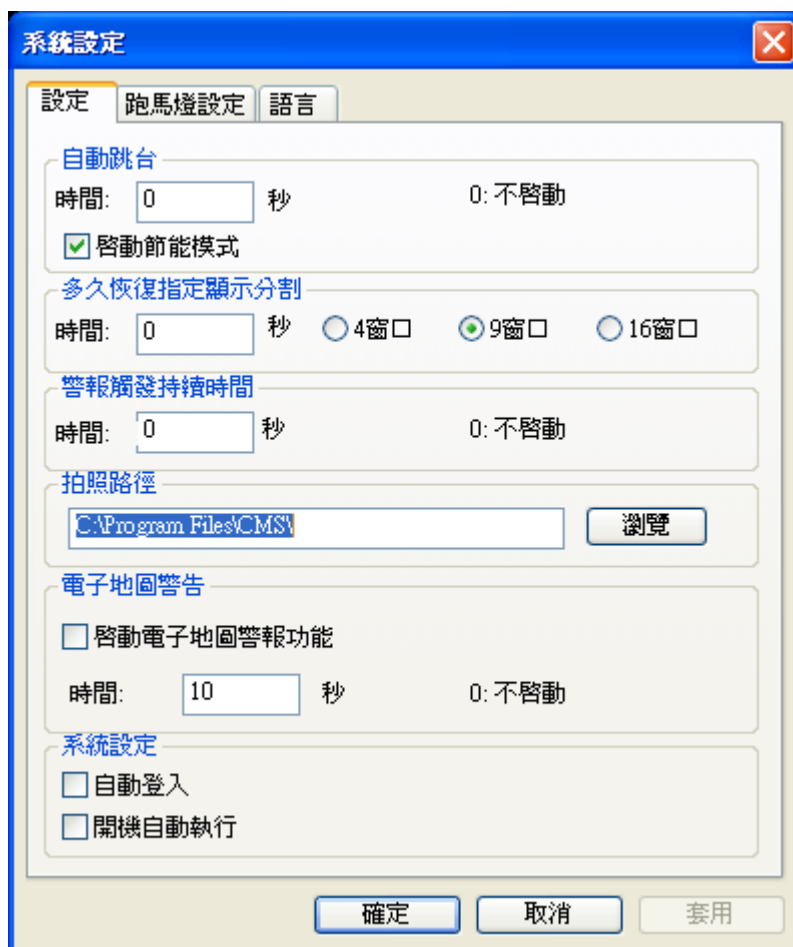 系統設定
設定 跑馬燈設定 語言
自動跳台
時間: 0 秒 0: 不啓動
啓動節能模式
多久恢復指定顯示分割
時間: 0 秒 4窗口 9窗口 16窗口
警報觸發持續時間
時間: 0 秒 0: 不啓動
拍照路徑
C:\Program Files\CMS\ 瀏覽
電子地圖警告
啓動電子地圖警報功能
時間: 10 秒 0: 不啓動
系統設定
自動登入
開機自動執行
確定 取消 套用